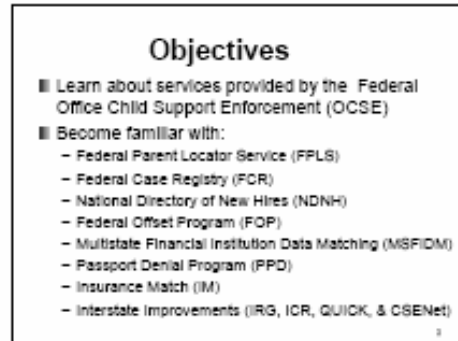 Objectives
Learn about services provided by the Federal
Office Child Support Enforcement (OCSE)
Become familiar with:
– Federal Parent Locator Service (FPLS)
– Federal Case Registry (FCR)
– National Directory of New Hires (NDNH)
– Federal Offset Program (FOP)
– Multistate Financial Institution Data Matching (MSFIDM)
– Passport Denial Program (PPD)
– Insurance Match (IM)
– Interstate Improvements (IRG, ICR, QUICK, & CSENet)